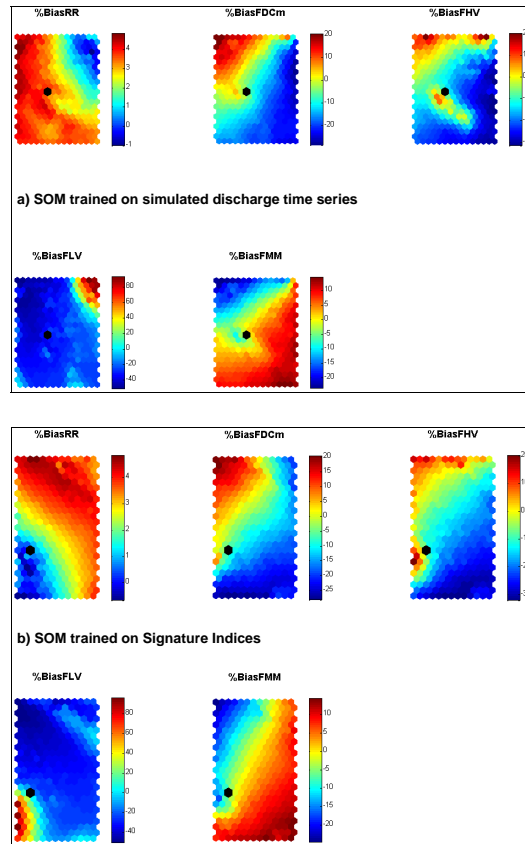 %BiasRR %BiasFDCm %BiasFHV
4 3 2 1 0 -1
20 10 0 -10 -20
a) SOM trained on simulated discharge time series
%BiasFLV %BiasFMM
80 60 40 20 0 -20 -40
10 5 0 -5 -10 -15 -20
%BiasRR %BiasFDCm %BiasFHV
4 3 2 1 0
20 15 10 5 0 -5 -10 -15 -20 -25
b) SOM trained on Signature Indices
%BiasFLV %BiasFMM
80 60 40 20 0 -20 -40
10 5 0 -5 -10 -15 -20